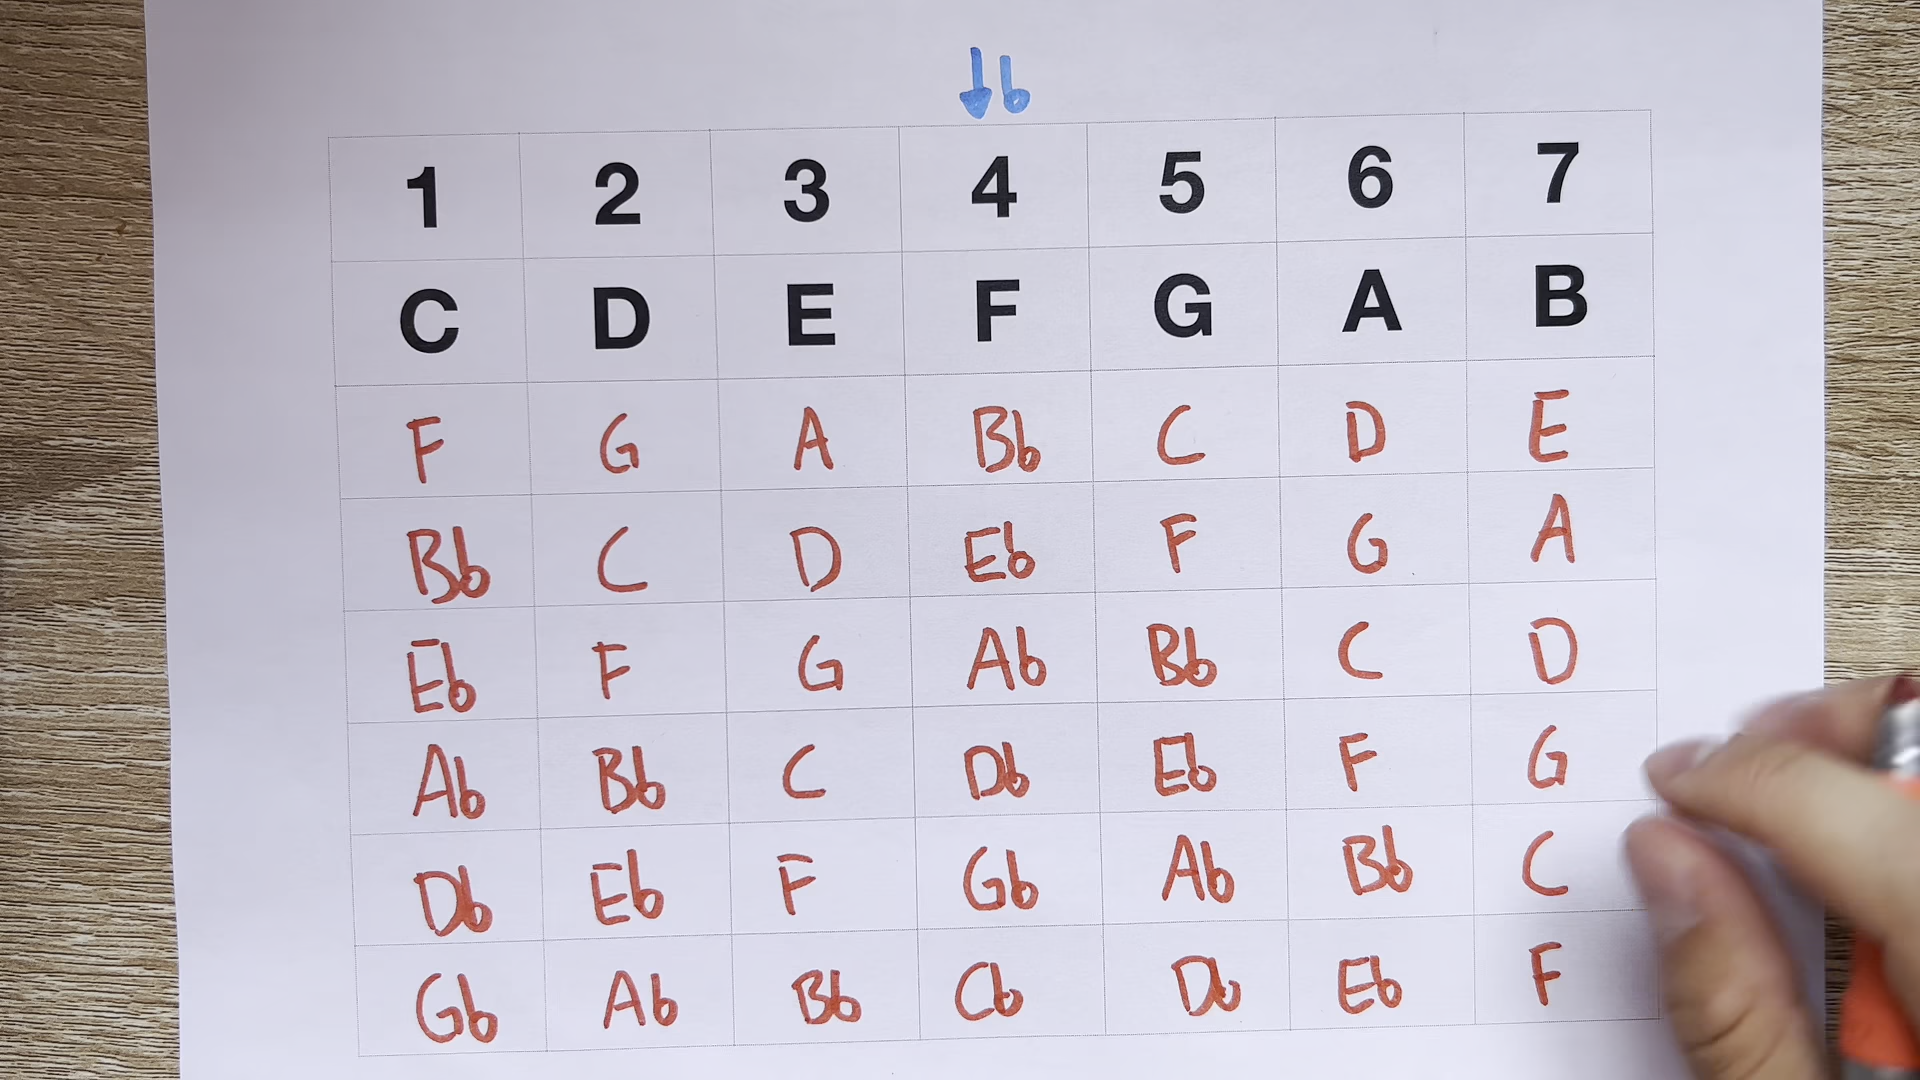 ↓b
1 2 3 4 5 6 7
C D E F G A B
F G A Bb C D E
Bb C D Eb F G A
Eb F G Ab Bb C D
Ab Bb C Db Eb F G
Db Eb F Gb Ab Bb C
Gb Ab Bb Cb Db Eb F